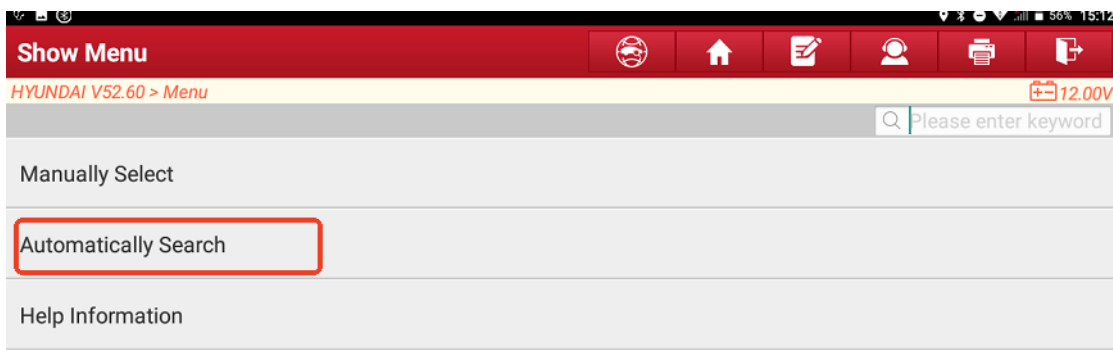 56% 15:12
Show Menu
HYUNDAI V52.60 > Menu
12.00V
Please enter keyword
Manually Select
Automatically Search
Help Information